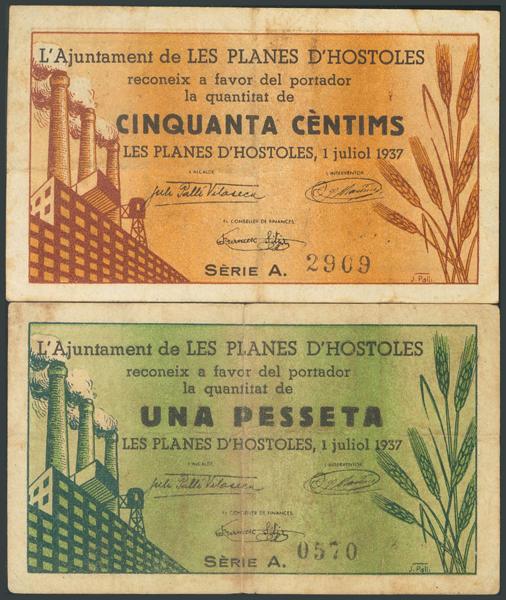 L'Ajuntament de LES PLANES D'HOSTOLES
reconeix a favor del portador
la quantitat de
CINQUANTA CÈNTIMS
LES PLANES D'HOSTOLES, 1 juliol 1937
L'ALCALDE
L'INTERVENTOR
EL CONSELLER DE FINANCES
SÈRIE A. 2909
J. Palli.
L'Ajuntament de LES PLANES D'HOSTOLES
reconeix a favor del portador
la quantitat de
UNA PESSETA
LES PLANES D'HOSTOLES, 1 juliol 1937
L'ALCALDE
L'INTERVENTOR
EL CONSELLER DE FINANCES
SÈRIE A. 0570
J. Palli.